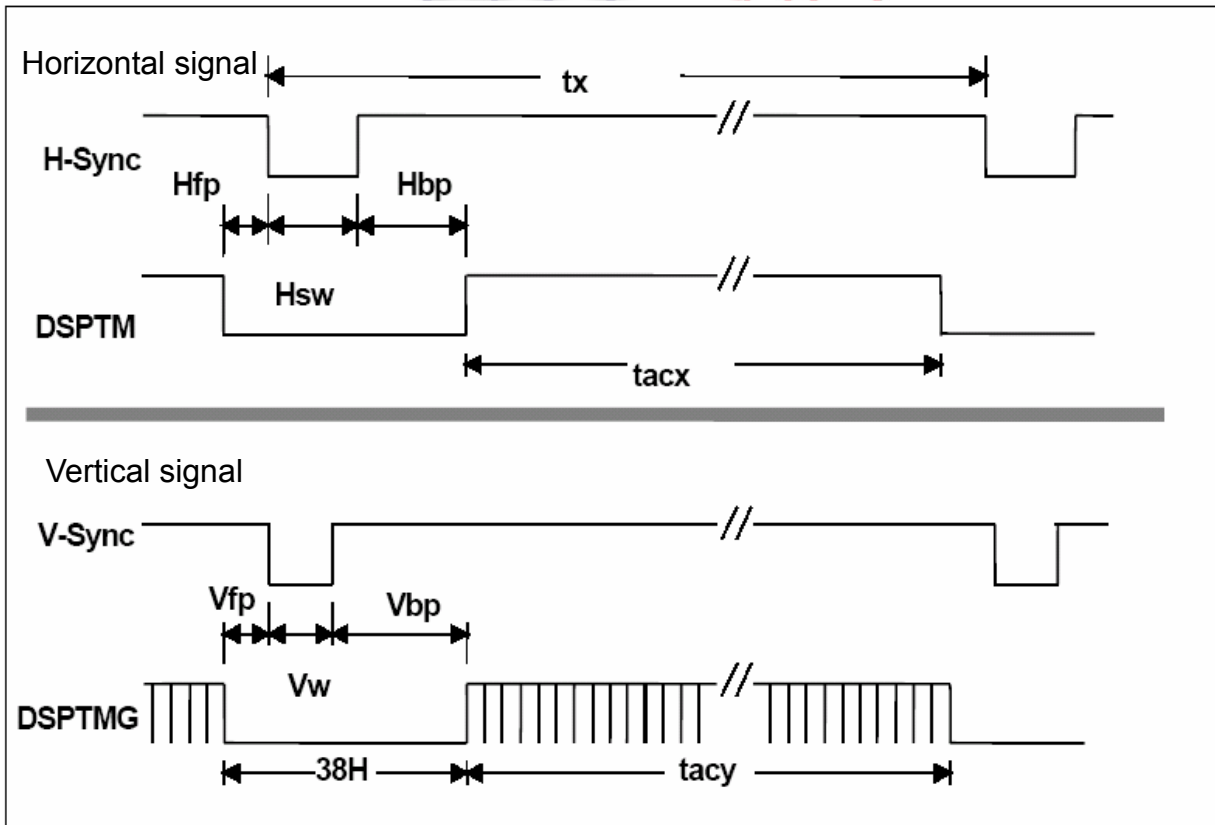 Horizontal signal
tx
H-Sync
Hfp
Hbp
Hsw
DSPTM
tacx
Vertical signal
V-Sync
Vfp
Vbp
Vw
DSPTMG
38H
tacy